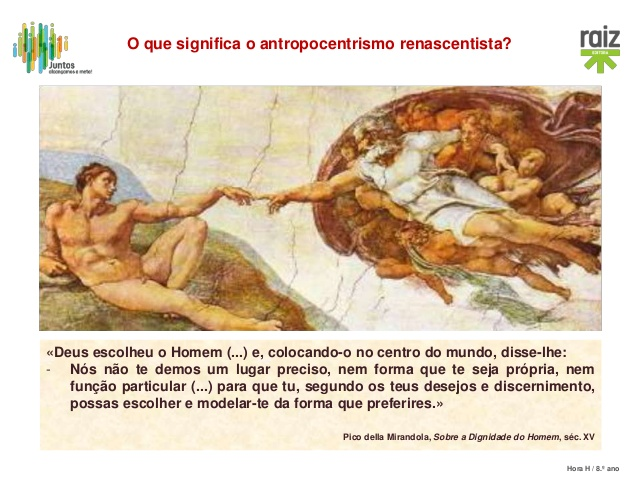 O que significa o antropocentrismo renascentista?
Juntos
alcançamos a meta!
raiz
EDITORA
«Deus escolheu o Homem (...) e, colocando-o no centro do mundo, disse-lhe:
- Nós não te demos um lugar preciso, nem forma que te seja própria, nem
função particular (...) para que tu, segundo os teus desejos e discernimento,
possas escolher e modelar-te da forma que preferires.»
Pico della Mirandola, Sobre a Dignidade do Homem, séc. XV
Hora H / 8.º ano